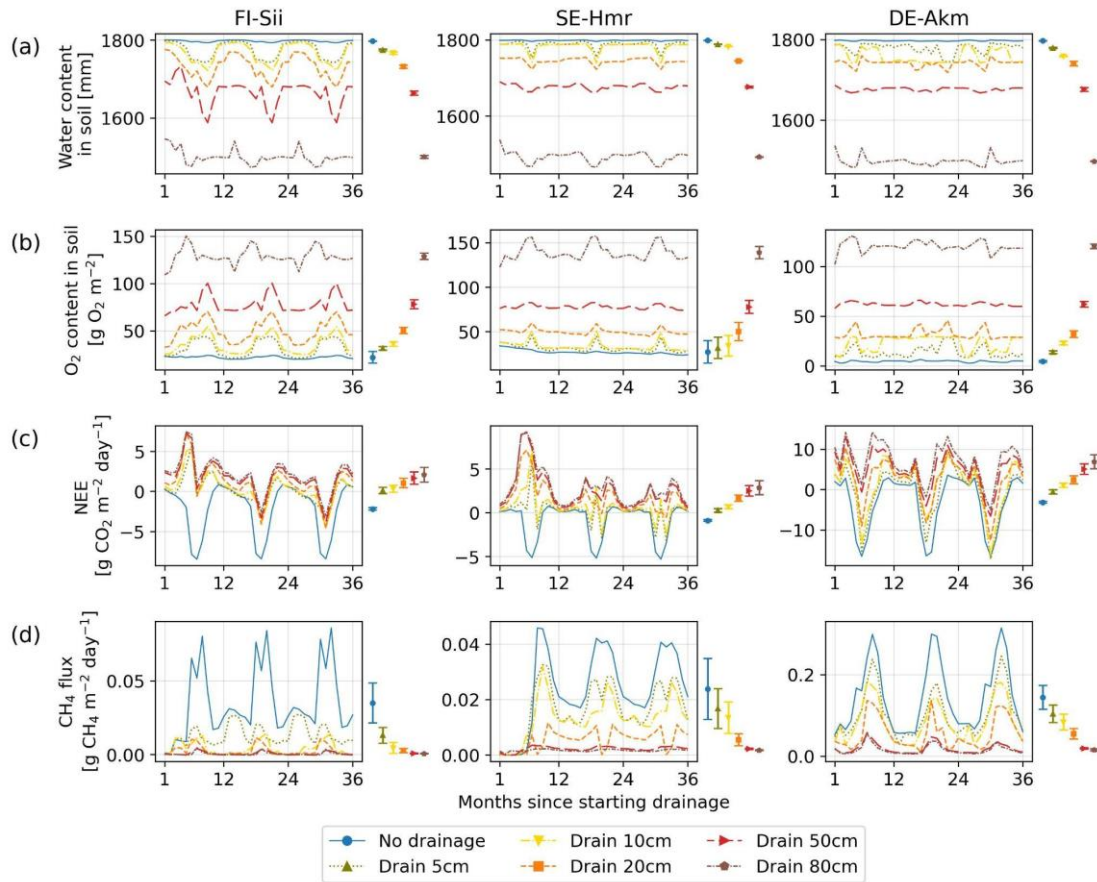 FI-Sii SE-Hmr DE-Akm
(a)
Water content
in soil [mm]
1800
1600
1 12 24 36
1800
1600
1 12 24 36
1800
1600
1 12 24 36
(b)
O₂ content in soil
[g O₂ m⁻²]
150
100
50
1 12 24 36
150
100
50
1 12 24 36
100
50
0
1 12 24 36
(c)
NEE
[g CO₂ m⁻² day⁻¹]
5
0
−5
1 12 24 36
5
0
−5
1 12 24 36
10
0
−10
1 12 24 36
(d)
CH₄ flux
[g CH₄ m⁻² day⁻¹]
0.05
0.00
1 12 24 36
0.04
0.02
0.00
1 12 24 36
0.2
0.0
1 12 24 36
Months since starting drainage
No drainage Drain 10cm Drain 50cm
Drain 5cm Drain 20cm Drain 80cm